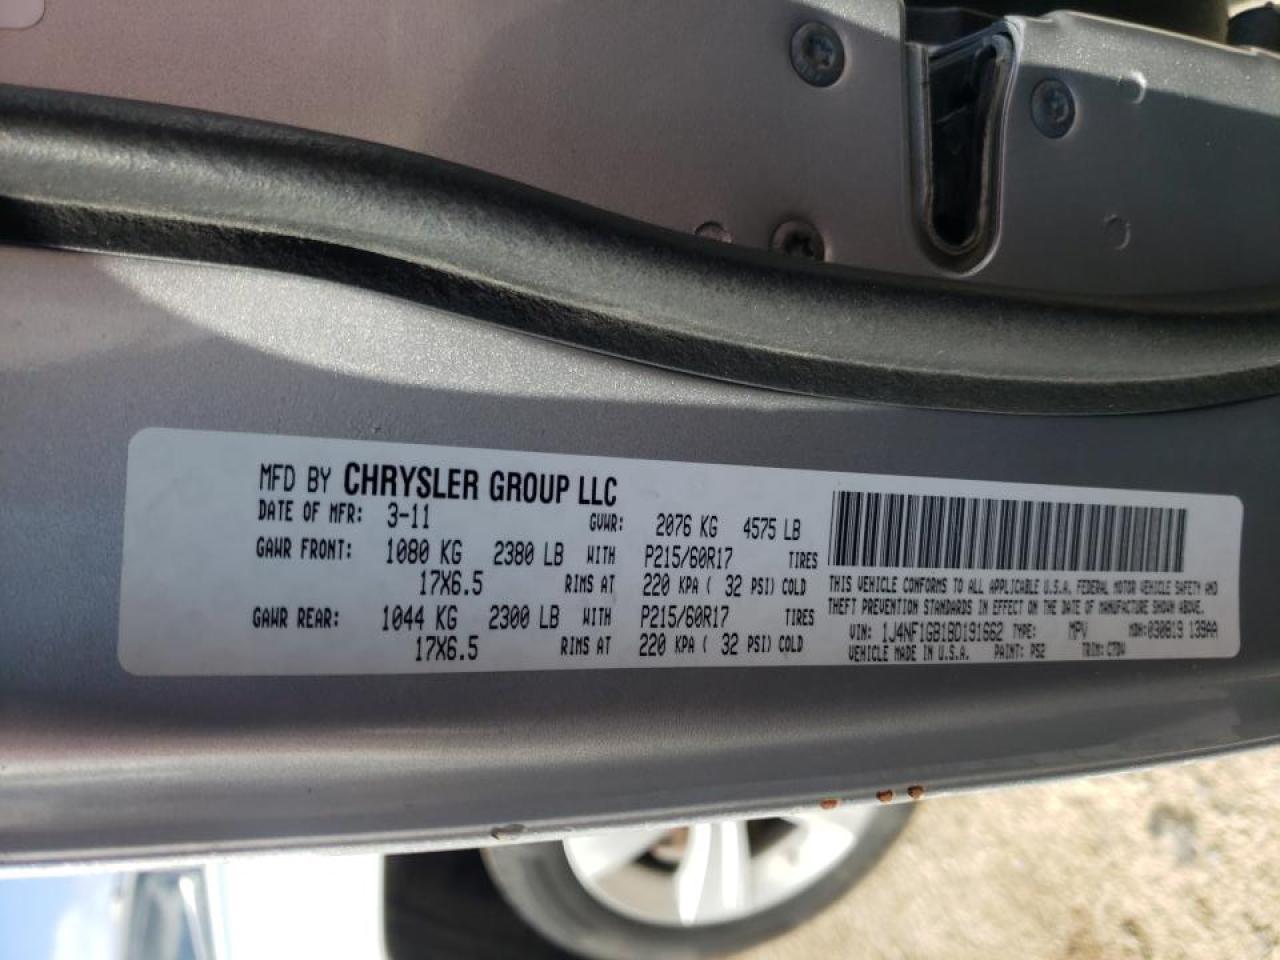 MFD BY CHRYSLER GROUP LLC
DATE OF MFR: 3-11 GVWR: 2076 KG 4575 LB
GAWR FRONT: 1080 KG 2380 LB WITH P215/60R17 TIRES
17X6.5 RIMS AT 220 KPA ( 32 PSI) COLD
GAWR REAR: 1044 KG 2300 LB WITH P215/60R17 TIRES
17X6.5 RIMS AT 220 KPA ( 32 PSI) COLD
THIS VEHICLE CONFORMS TO ALL APPLICABLE U.S.A. FEDERAL MOTOR VEHICLE SAFETY AND
THEFT PREVENTION STANDARDS IN EFFECT ON THE DATE OF MANUFACTURE SHOWN ABOVE.
VIN: 1J4NF1GB1BD191662 TYPE: MPV MDH:030819 139AA
VEHICLE MADE IN U.S.A. PAINT: PS2 TRIM: